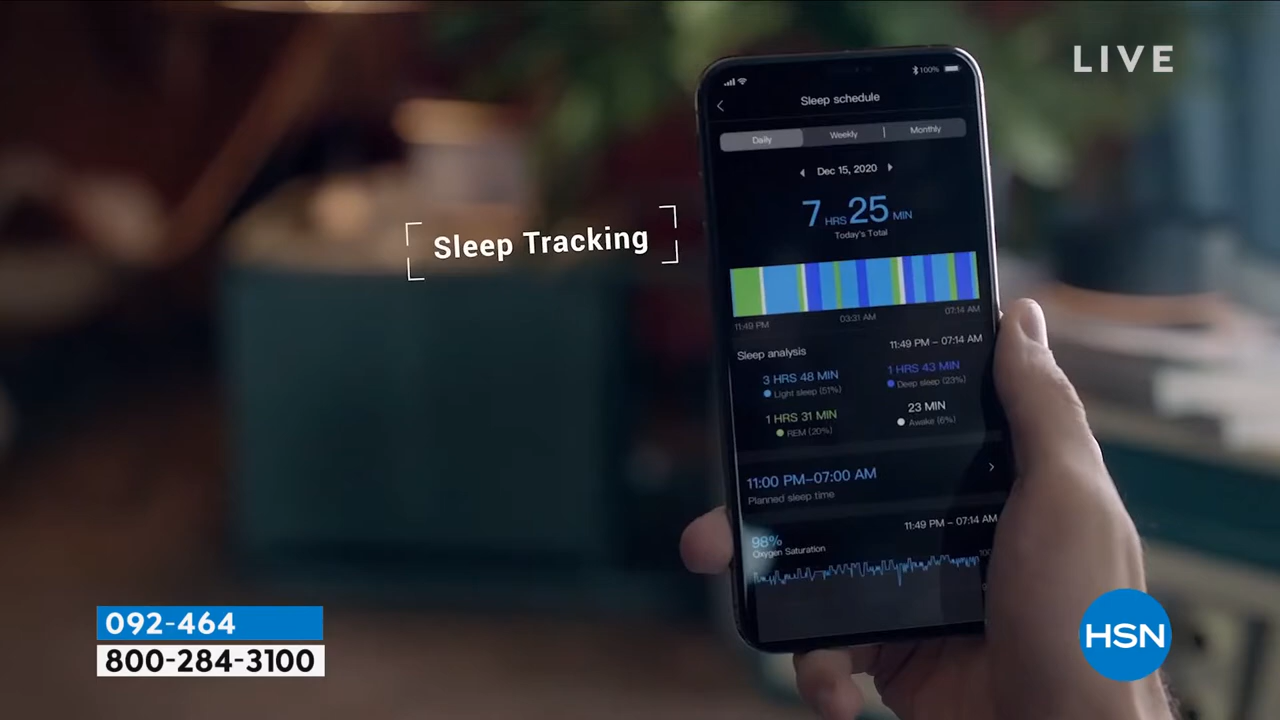 LIVE
100%
Sleep schedule
Daily Weekly Monthly
Dec 15, 2020
7 HRS 25 MIN
Today's Total
Sleep Tracking
11:49 PM 03:31 AM 07:14 AM
Sleep analysis 11:49 PM – 07:14 AM
3 HRS 48 MIN 1 HRS 43 MIN
Light sleep (51%) Deep sleep (23%)
1 HRS 31 MIN 23 MIN
REM (20%) Awake (6%)
11:00 PM–07:00 AM
Planned sleep time
11:49 PM – 07:14 AM
98%
Oxygen Saturation
100
092-464
800-284-3100
HSN